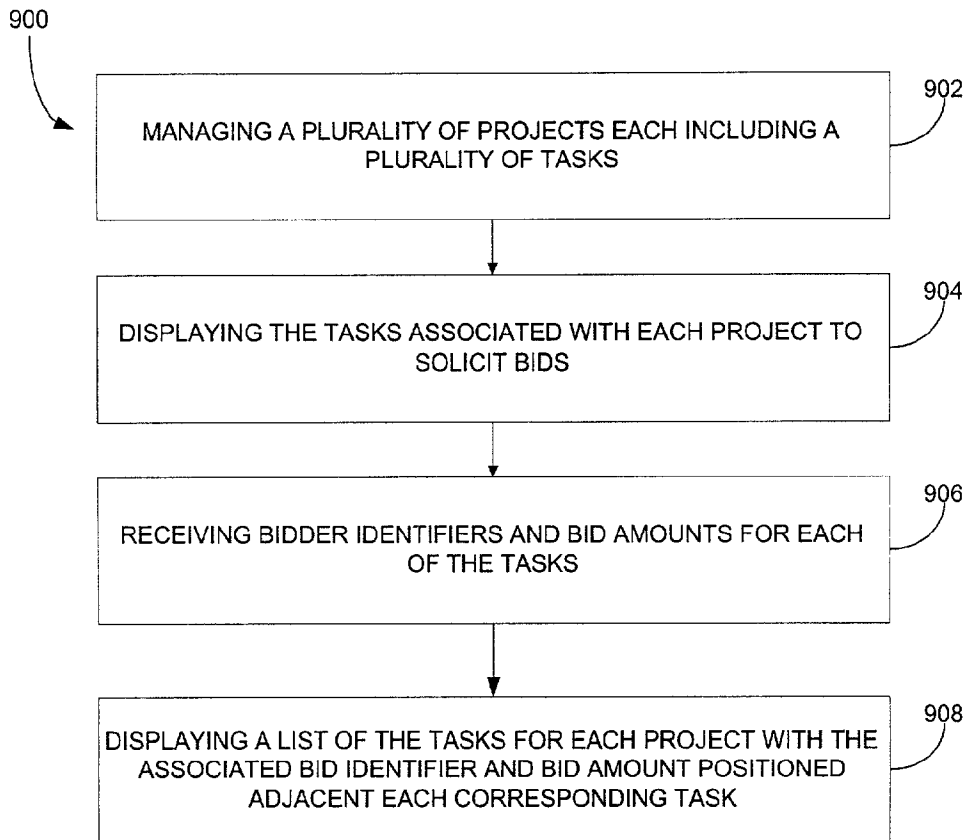 900
902
MANAGING A PLURALITY OF PROJECTS EACH INCLUDING A
PLURALITY OF TASKS
904
DISPLAYING THE TASKS ASSOCIATED WITH EACH PROJECT TO
SOLICIT BIDS
906
RECEIVING BIDDER IDENTIFIERS AND BID AMOUNTS FOR EACH
OF THE TASKS
908
DISPLAYING A LIST OF THE TASKS FOR EACH PROJECT WITH THE
ASSOCIATED BID IDENTIFIER AND BID AMOUNT POSITIONED
ADJACENT EACH CORRESPONDING TASK